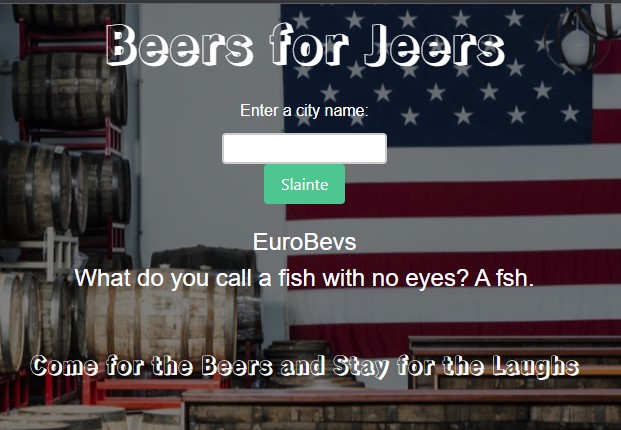 Beers for Jeers
Enter a city name:
Slainte
EuroBevs
What do you call a fish with no eyes? A fsh.
Come for the Beers and Stay for the Laughs